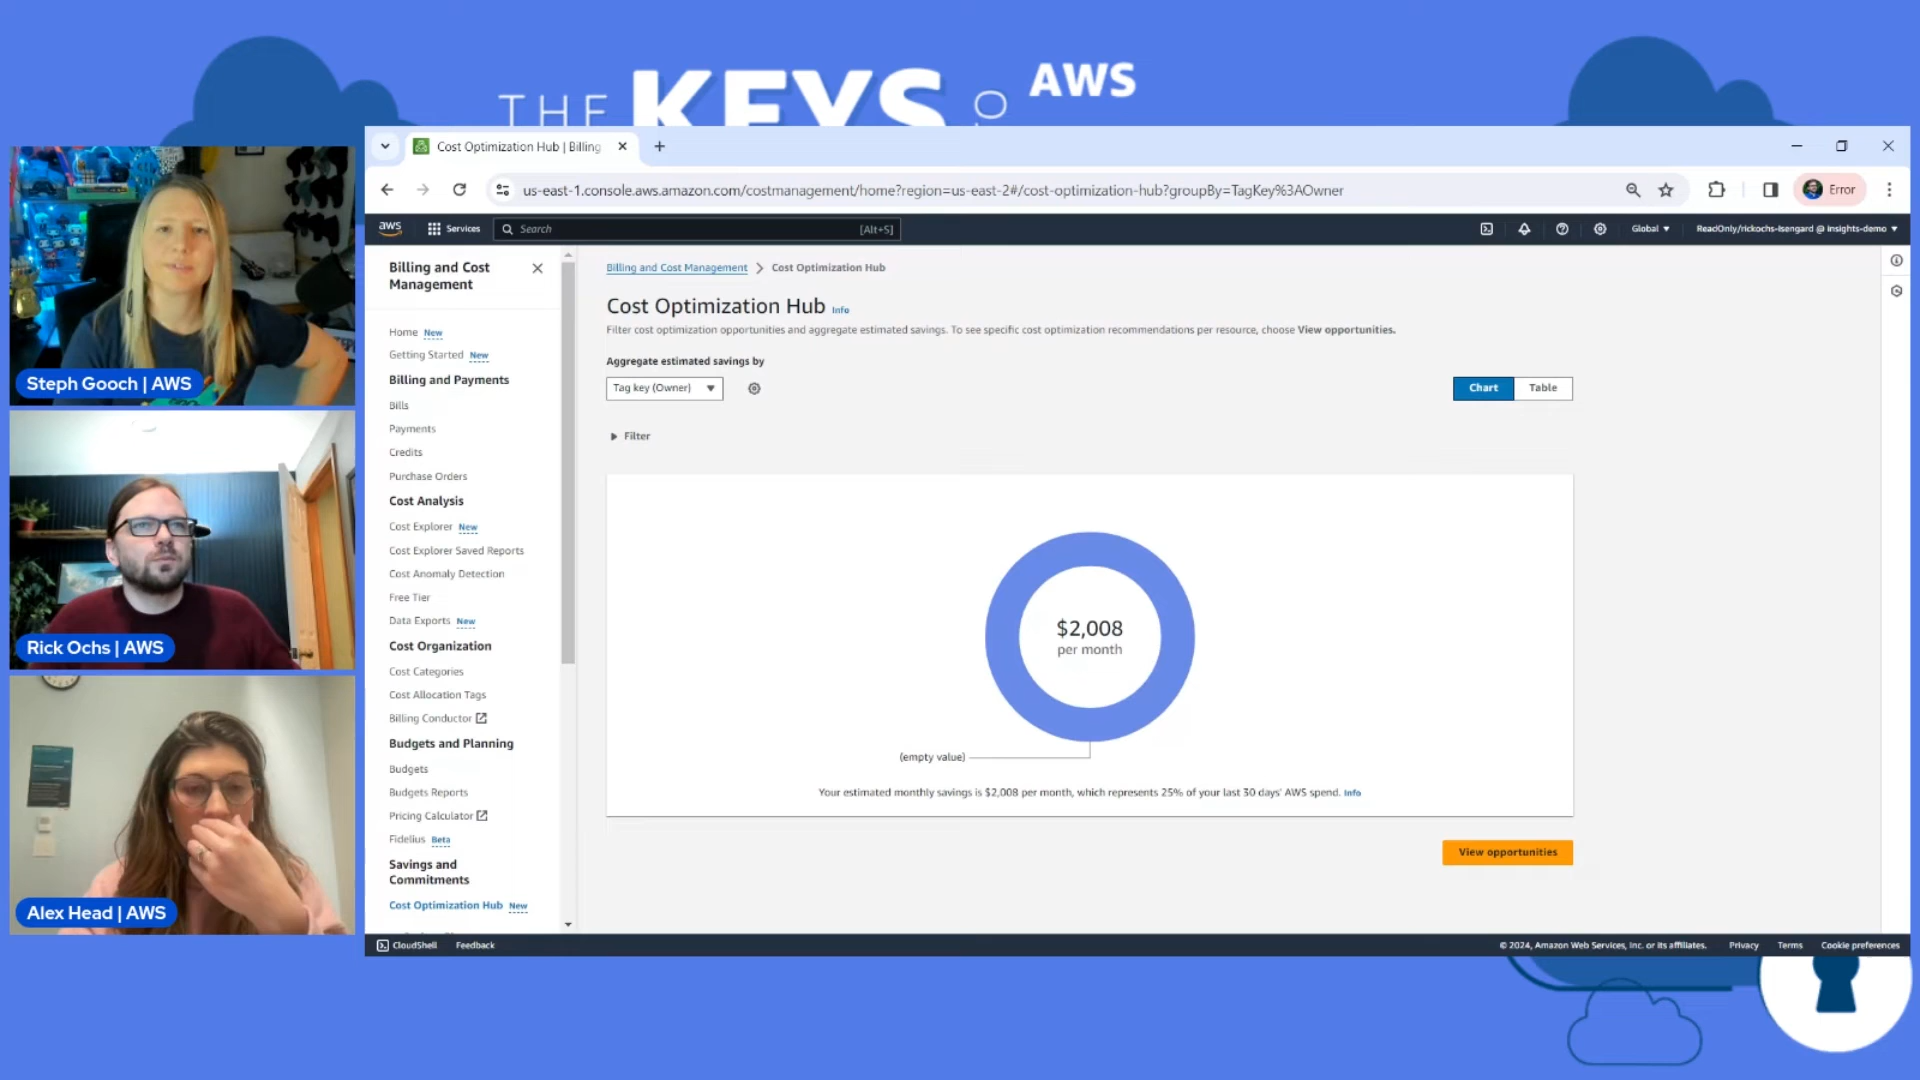 THE KEYS TO AWS
Steph Gooch | AWS
Rick Ochs | AWS
Alex Head | AWS
Cost Optimization Hub | Billing
us-east-1.console.aws.amazon.com/costmanagement/home?region=us-east-2#/cost-optimization-hub?groupBy=TagKey%3AOwner
Error
aws
Services
Search
[Alt+S]
Global
ReadOnly/rickochs-Isengard @ insights-demo
Billing and Cost
Management
Home New
Getting Started New
Billing and Payments
Bills
Payments
Credits
Purchase Orders
Cost Analysis
Cost Explorer New
Cost Explorer Saved Reports
Cost Anomaly Detection
Free Tier
Data Exports New
Cost Organization
Cost Categories
Cost Allocation Tags
Billing Conductor
Budgets and Planning
Budgets
Budgets Reports
Pricing Calculator
Fidelius Beta
Savings and
Commitments
Cost Optimization Hub New
Billing and Cost Management > Cost Optimization Hub
Cost Optimization Hub Info
Filter cost optimization opportunities and aggregate estimated savings. To see specific cost optimization recommendations per resource, choose View opportunities.
Aggregate estimated savings by
Tag key (Owner)
Chart
Table
Filter
$2,008
per month
(empty value)
Your estimated monthly savings is $2,008 per month, which represents 25% of your last 30 days' AWS spend. Info
View opportunities
CloudShell
Feedback
© 2024, Amazon Web Services, Inc. or its affiliates.
Privacy
Terms
Cookie preferences